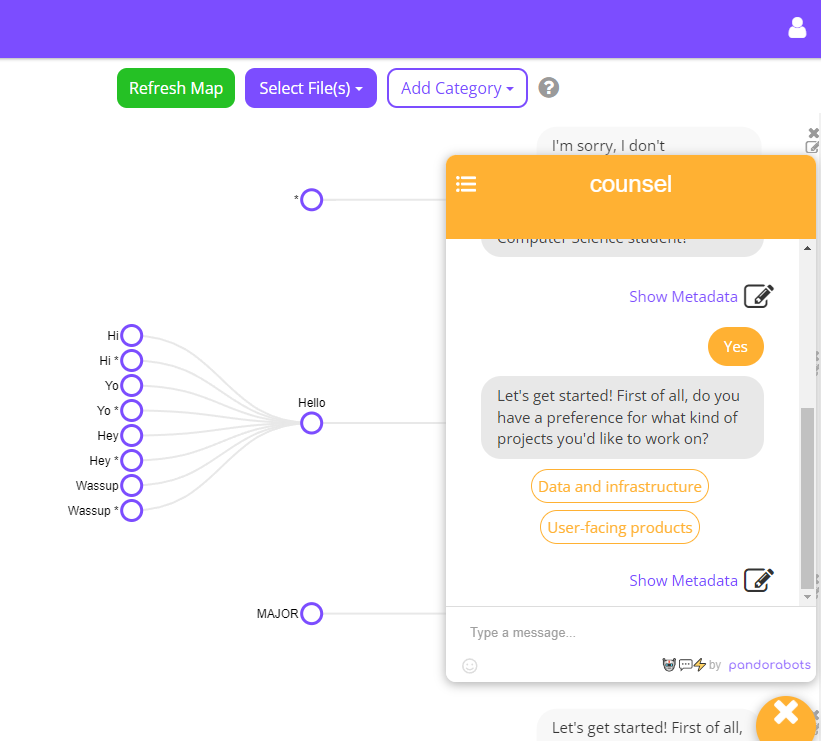 Refresh Map
Select File(s)
Add Category
?
I'm sorry, I don't
*
counsel
Computer Science student?
Show Metadata
Yes
Hi
Hi *
Yo
Yo *
Hey
Hey *
Wassup
Wassup *
Hello
Let's get started! First of all, do you
have a preference for what kind of
projects you'd like to work on?
Data and infrastructure
User-facing products
Show Metadata
MAJOR
Type a message...
by pandorabots
Let's get started! First of all,